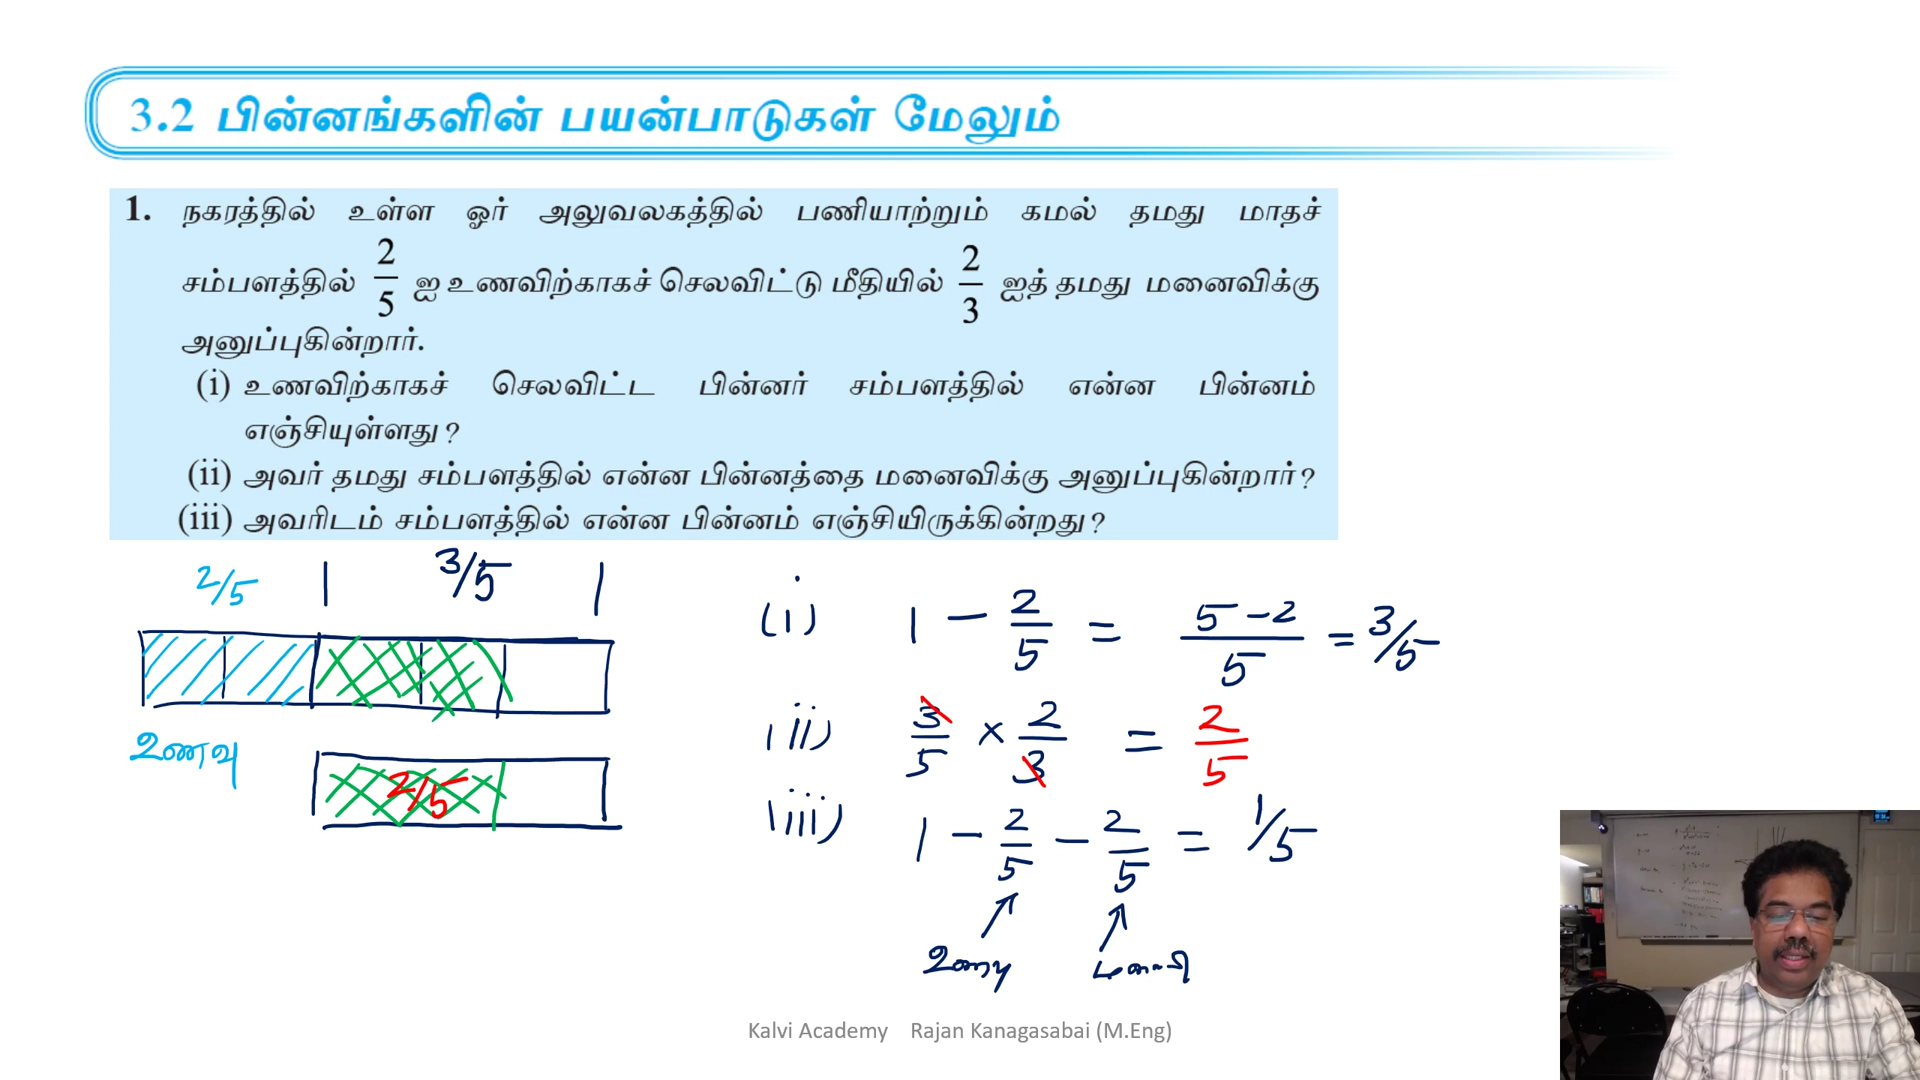 3.2 பின்னங்களின் பயன்பாடுகள் மேலும்
1. நகரத்தில் உள்ள ஓர் அலுவலகத்தில் பணியாற்றும் கமல் தமது மாதச்
சம்பளத்தில் 2/5 ஐ உணவிற்காகச் செலவிட்டு மீதியில் 2/3 ஐத் தமது மனைவிக்கு
அனுப்புகின்றார்.
(i) உணவிற்காகச் செலவிட்ட பின்னர் சம்பளத்தில் என்ன பின்னம்
எஞ்சியுள்ளது?
(ii) அவர் தமது சம்பளத்தில் என்ன பின்னத்தை மனைவிக்கு அனுப்புகின்றார்?
(iii) அவரிடம் சம்பளத்தில் என்ன பின்னம் எஞ்சியிருக்கின்றது?
2/5 3/5
உணவு
2/5
(i) 1 - 2/5 = 5-2/5 = 3/5
(ii) 3/5 × 2/3 = 2/5
(iii) 1 - 2/5 - 2/5 = 1/5
உணவு மனைவி
Kalvi Academy Rajan Kanagasabai (M.Eng)